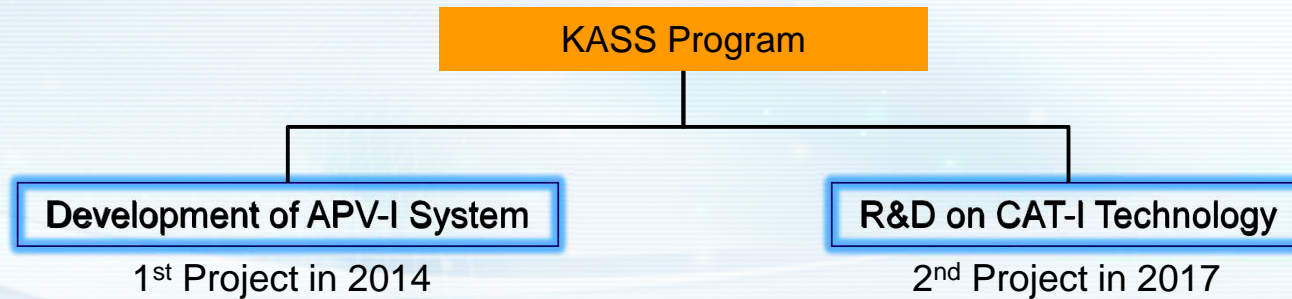 KASS Program
Development of APV-I System
R&D on CAT-I Technology
1st Project in 2014
2nd Project in 2017